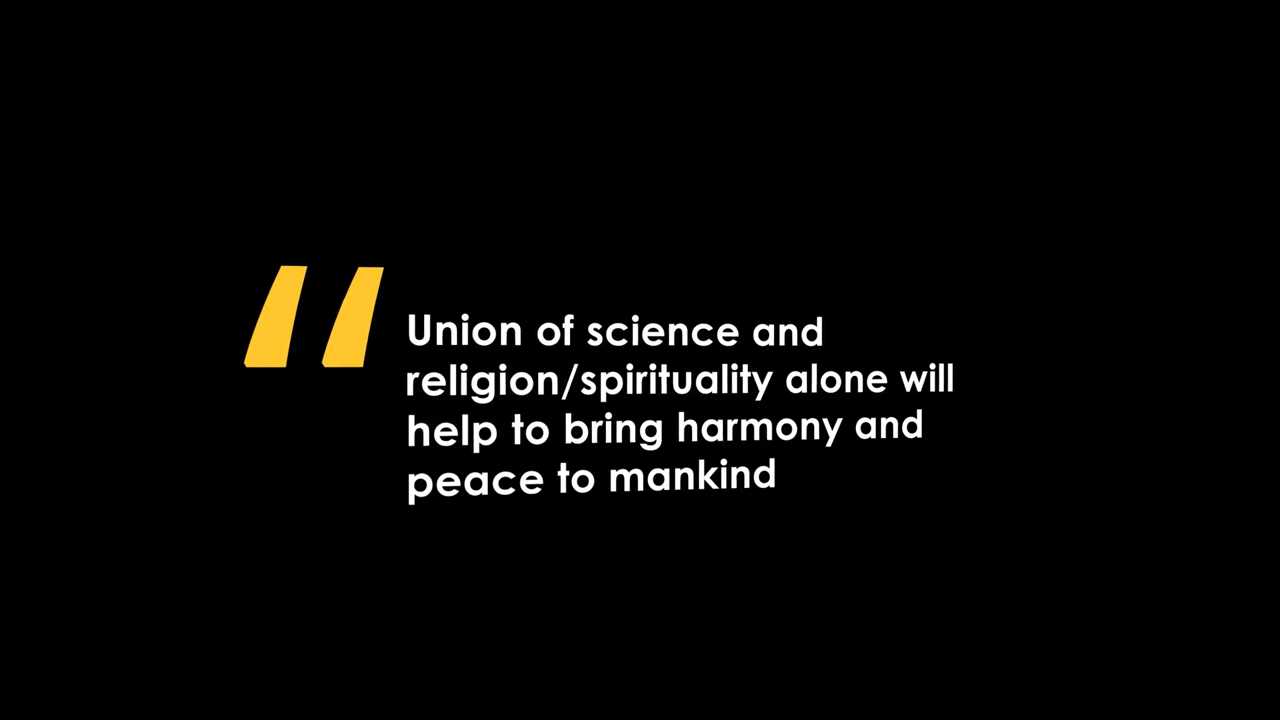 “
Union of science and
religion/spirituality alone will
help to bring harmony and
peace to mankind